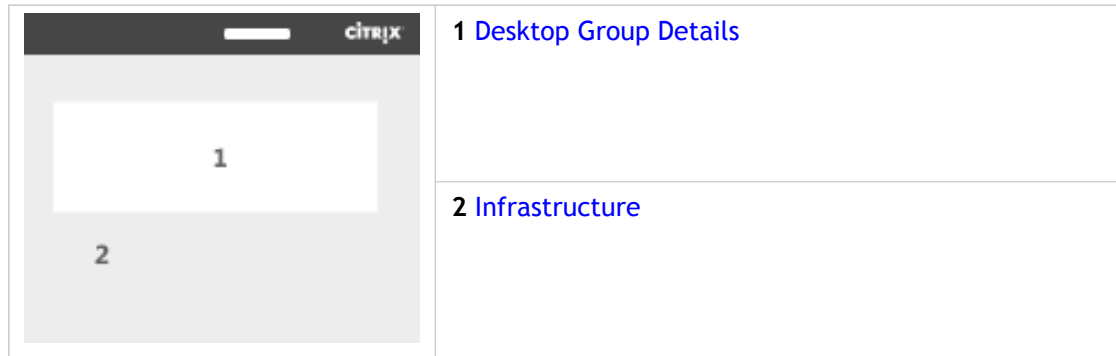 CITRIX
1
2
1 Desktop Group Details
2 Infrastructure